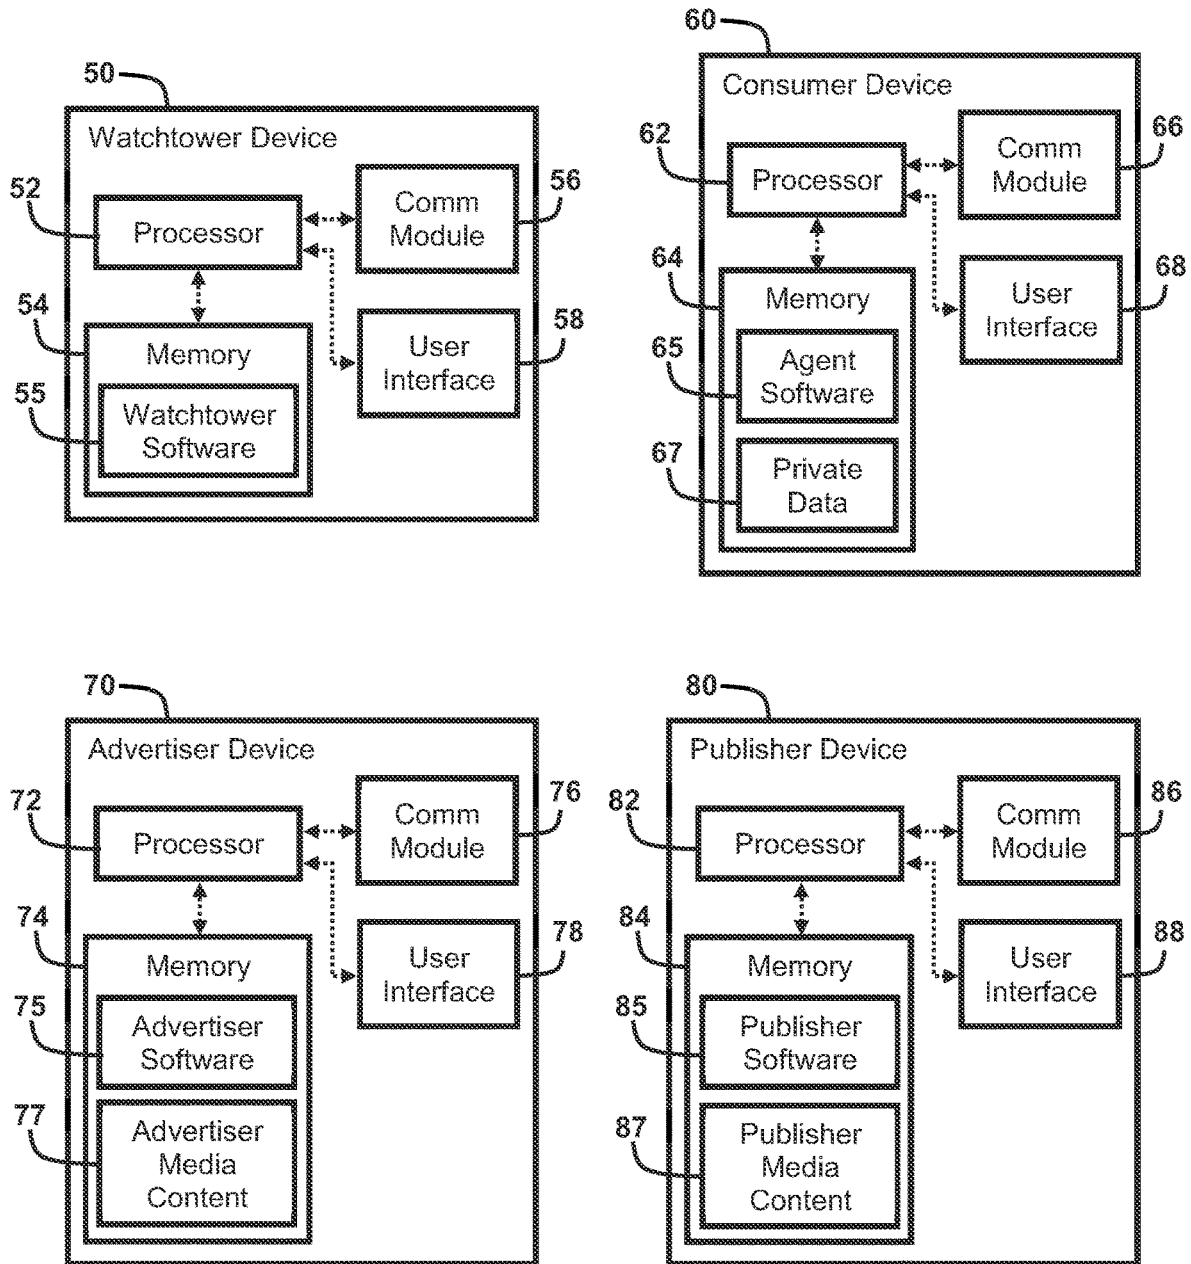 50
Watchtower Device
52
Processor
56
Comm
Module
54
Memory
55
Watchtower
Software
58
User
Interface
60
Consumer Device
62
Processor
66
Comm
Module
64
Memory
65
Agent
Software
67
Private
Data
68
User
Interface
70
Advertiser Device
72
Processor
76
Comm
Module
74
Memory
75
Advertiser
Software
77
Advertiser
Media
Content
78
User
Interface
80
Publisher Device
82
Processor
86
Comm
Module
84
Memory
85
Publisher
Software
87
Publisher
Media
Content
88
User
Interface